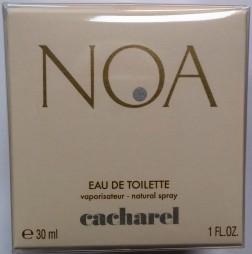 NOA
EAU DE TOILETTE
vaporisateur - natural spray
cacharel
℮ 30 ml 1 FL.OZ.